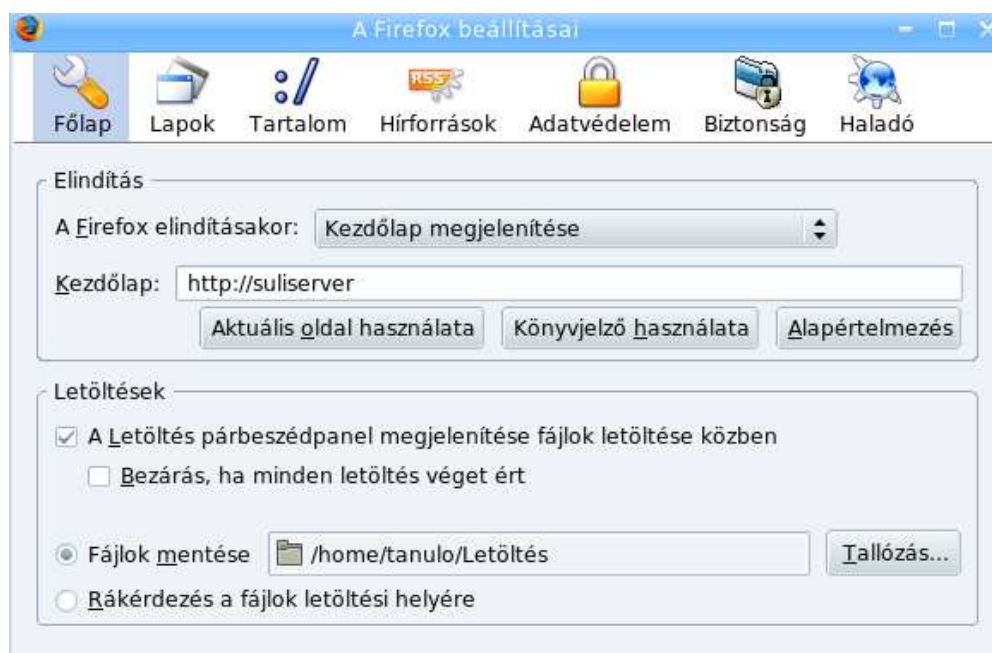 A Firefox beállításai
RSS
Főlap Lapok Tartalom Hírforrások Adatvédelem Biztonság Haladó
Elindítás
A Firefox elindításakor: Kezdőlap megjelenítése
Kezdőlap: http://suliserver
Aktuális oldal használata Könyvjelző használata Alapértelmezés
Letöltések
A Letöltés párbeszédpanel megjelenítése fájlok letöltése közben
Bezárás, ha minden letöltés véget ért
Fájlok mentése /home/tanulo/Letöltés Tallózás...
Rákérdezés a fájlok letöltési helyére